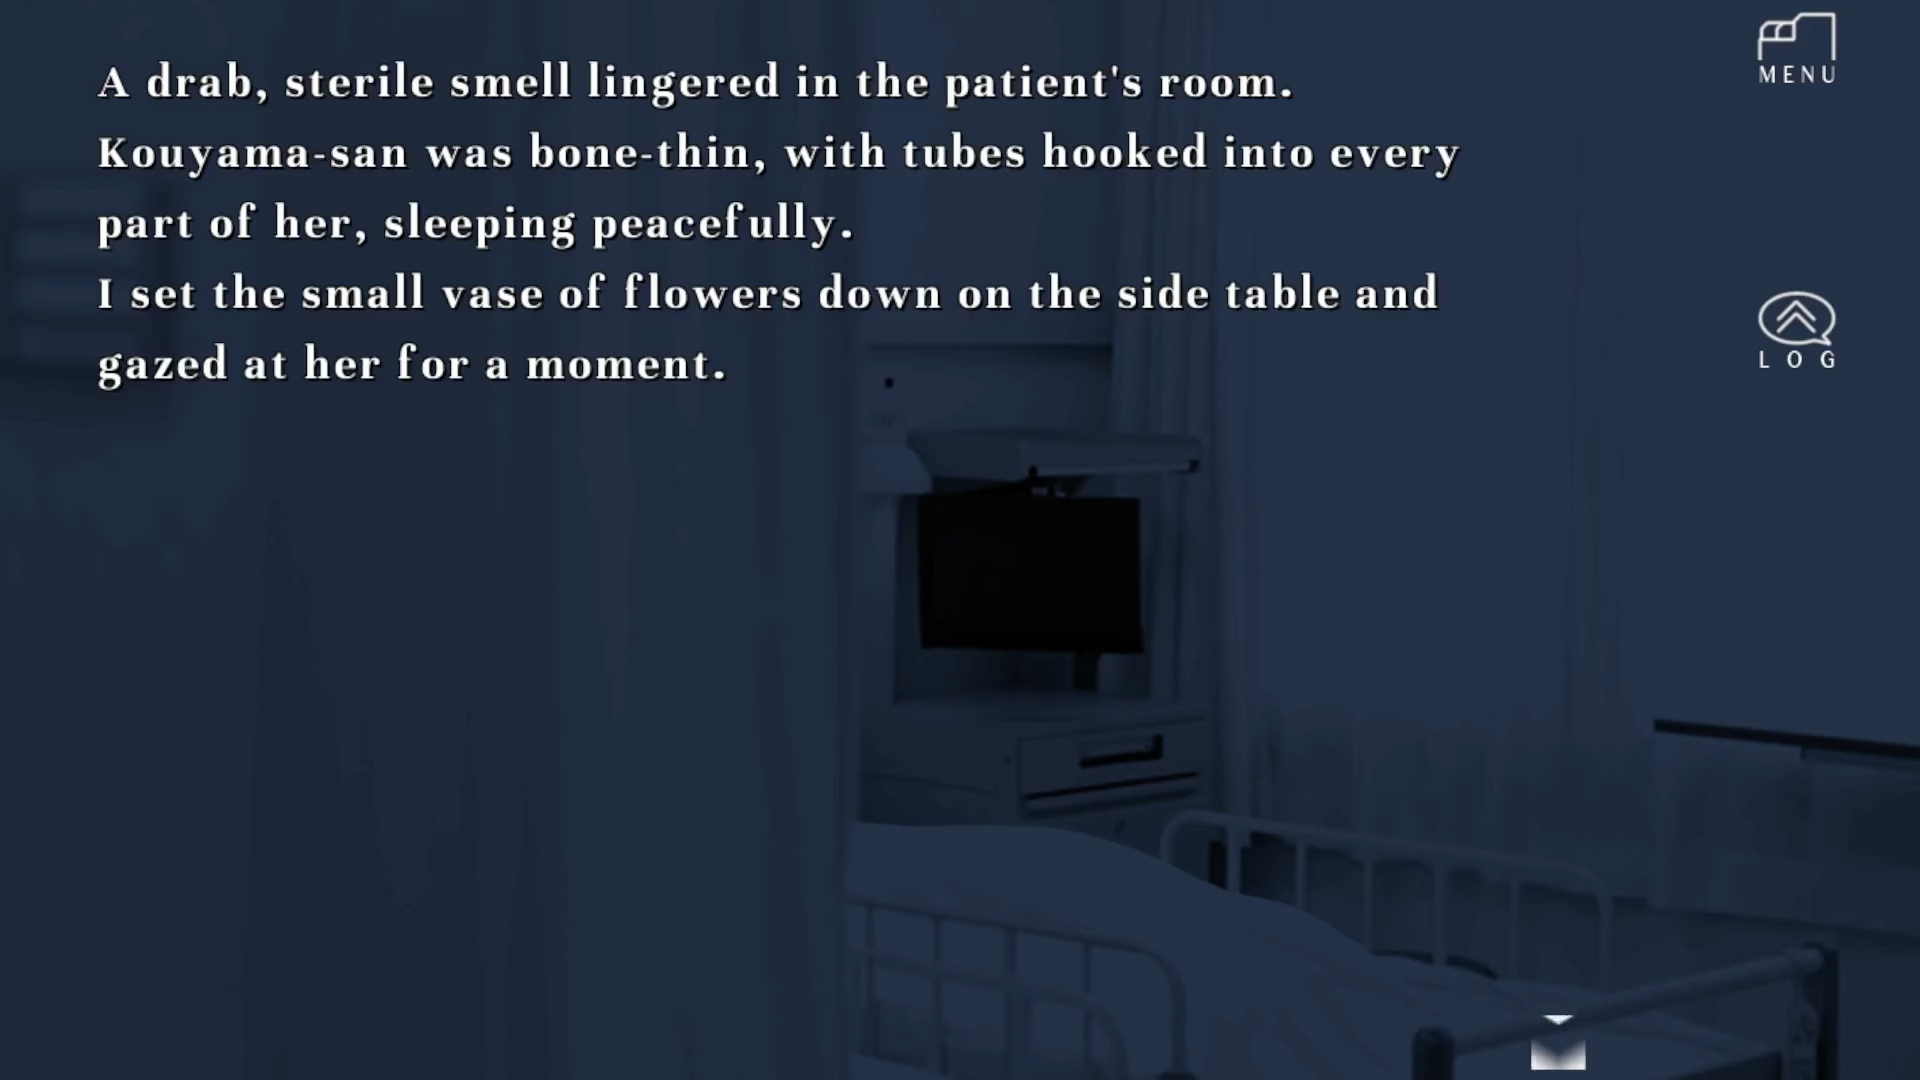 A drab, sterile smell lingered in the patient's room.
Kouyama-san was bone-thin, with tubes hooked into every
part of her, sleeping peacefully.
I set the small vase of flowers down on the side table and
gazed at her for a moment.
MENU
LOG